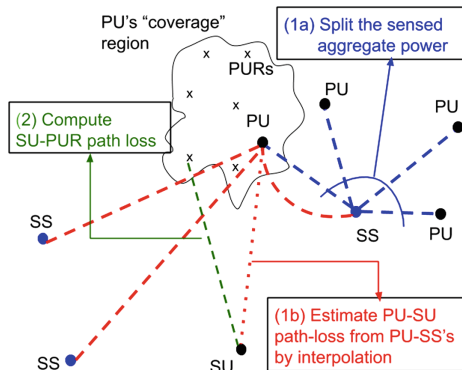 PU's "coverage"
region
(1a) Split the sensed
aggregate power
PURs
PU
PU
(2) Compute
SU-PUR path loss
PU
SS
SS
PU
(1b) Estimate PU-SU
path-loss from PU-SS's
by interpolation
SS
SU